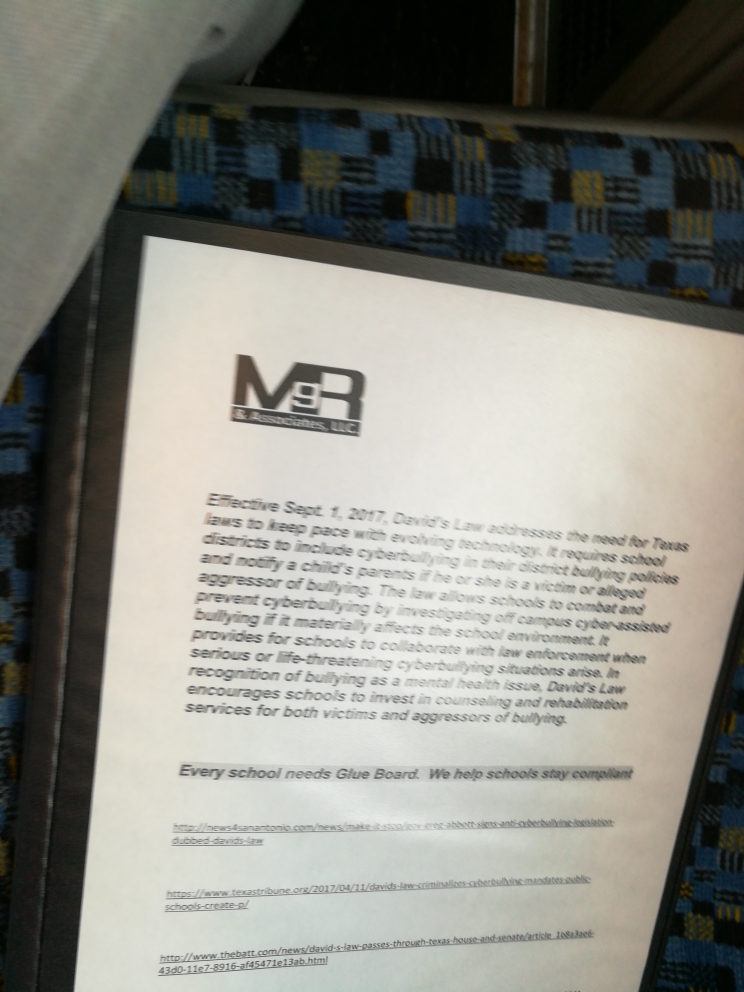 M9R
& Associates, LLC.
Effective Sept. 1, 2017, David's Law addresses the need for Texas
laws to keep pace with evolving technology. It requires school
districts to include cyberbullying in their district bullying policies
and notify a child's parents if he or she is a victim or alleged
aggressor of bullying. The law allows schools to combat and
prevent cyberbullying by investigating off campus cyber-assisted
bullying if it materially affects the school environment. It
provides for schools to collaborate with law enforcement when
serious or life-threatening cyberbullying situations arise. In
recognition of bullying as a mental health issue, David's Law
encourages schools to invest in counseling and rehabilitation
services for both victims and aggressors of bullying.
Every school needs Glue Board. We help schools stay compliant
http://news4sanantonio.com/news/make-it-stop/gov-greg-abbott-signs-anti-cyberbullying-legislation-
dubbed-davids-law
https://www.texastribune.org/2017/04/11/davids-law-criminalizes-cyberbullying-mandates-public-
schools-create-p/
http://www.thebatt.com/news/david-s-law-passes-through-texas-house-and-senate/article_1b8a3ae6-
43d0-11e7-8916-af45471e13ab.html